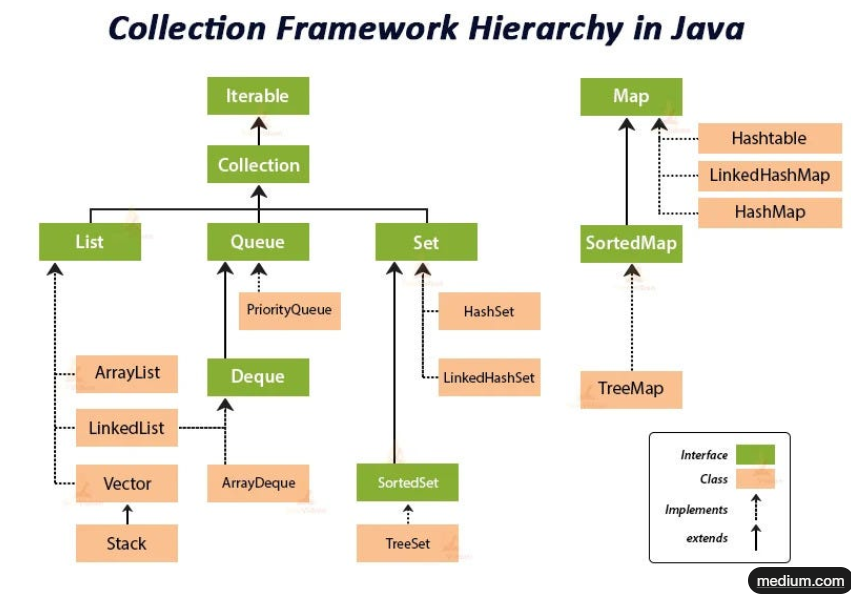 Collection Framework Hierarchy in Java
Iterable
Map
Hashtable
Collection
LinkedHashMap
HashMap
List
Queue
Set
SortedMap
PriorityQueue
HashSet
ArrayList
Deque
LinkedHashSet
TreeMap
LinkedList
Vector
ArrayDeque
SortedSet
Stack
TreeSet
Interface
Class
Implements
extends
medium.com